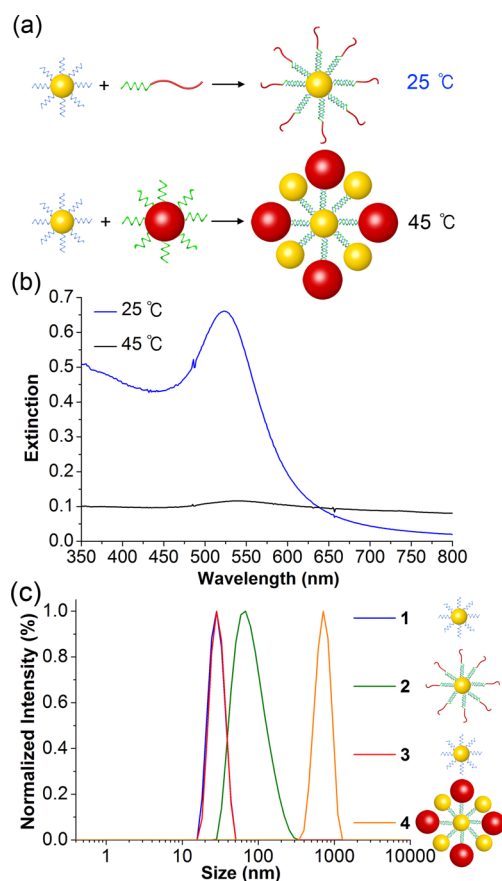 (a)
25 ℃
45 ℃
(b)
0.7
0.6
0.5
0.4
0.3
0.2
0.1
0.0
25 ℃
45 ℃
Extinction
350 400 450 500 550 600 650 700 750 800
Wavelength (nm)
(c)
1.0
0.8
0.6
0.4
0.2
0.0
Normalized Intensity (%)
1
2
3
4
1 10 100 1000 10000
Size (nm)